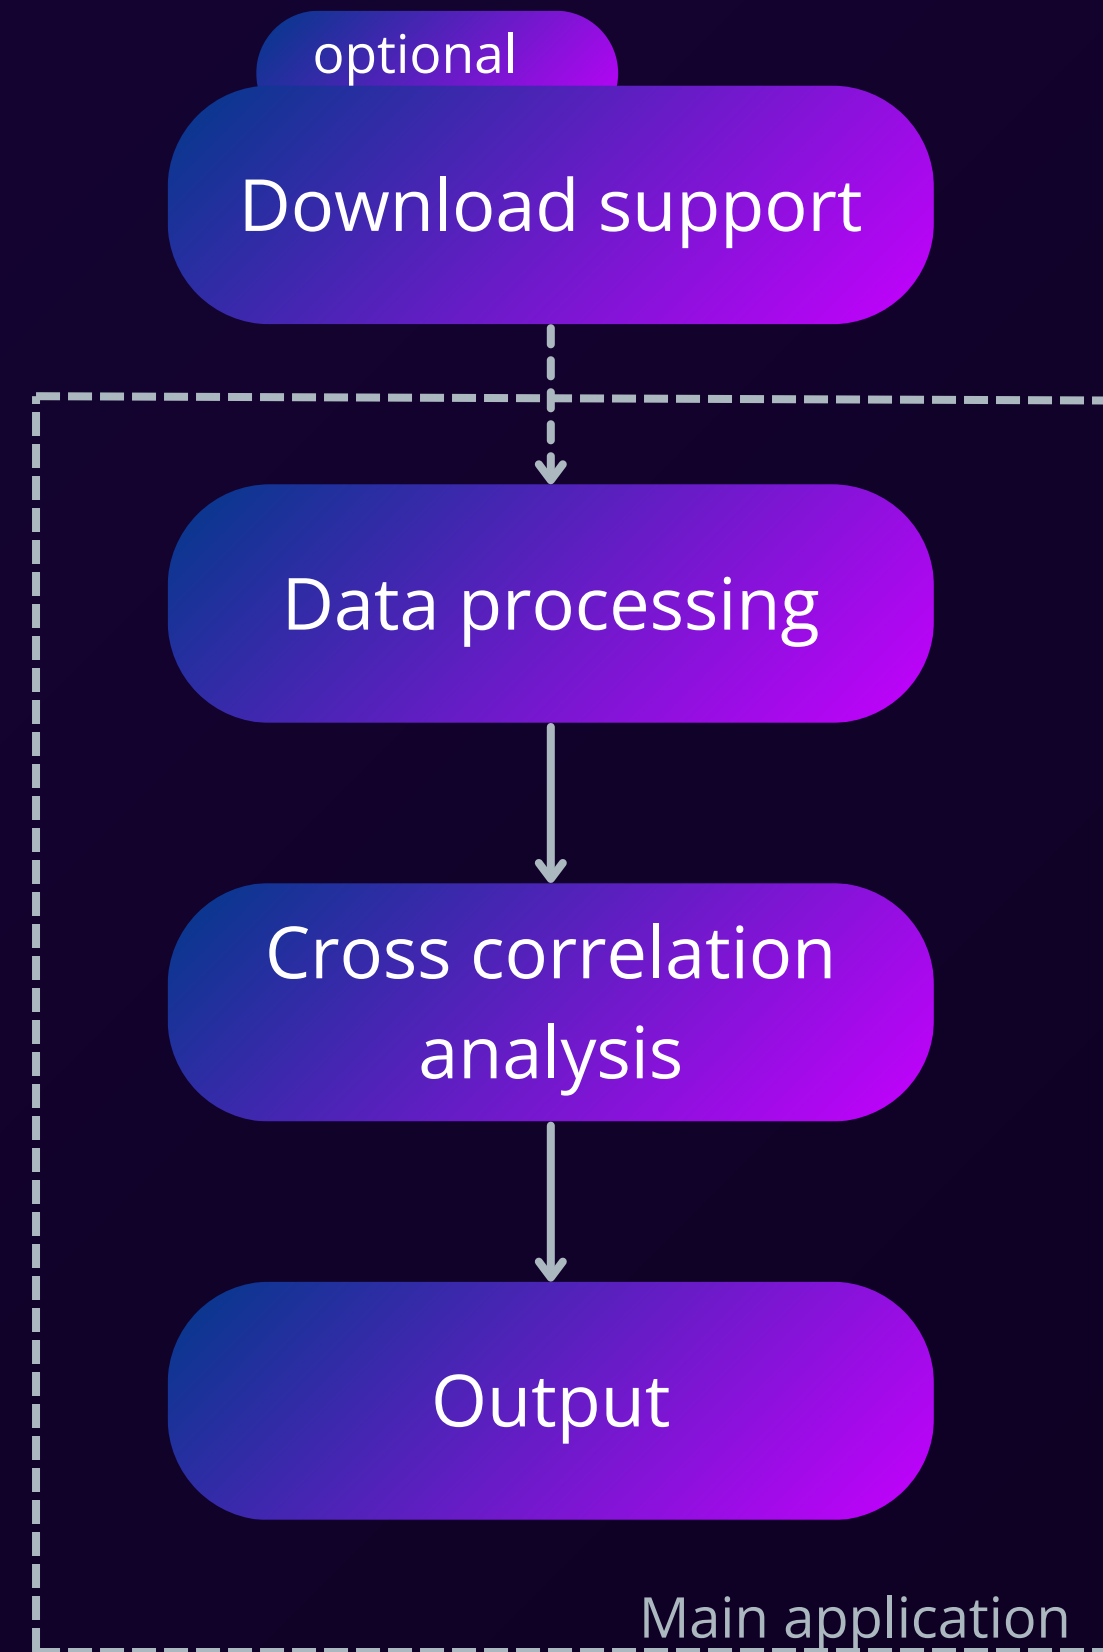 optional
Download support
Data processing
Cross correlation
analysis
Output
Main application